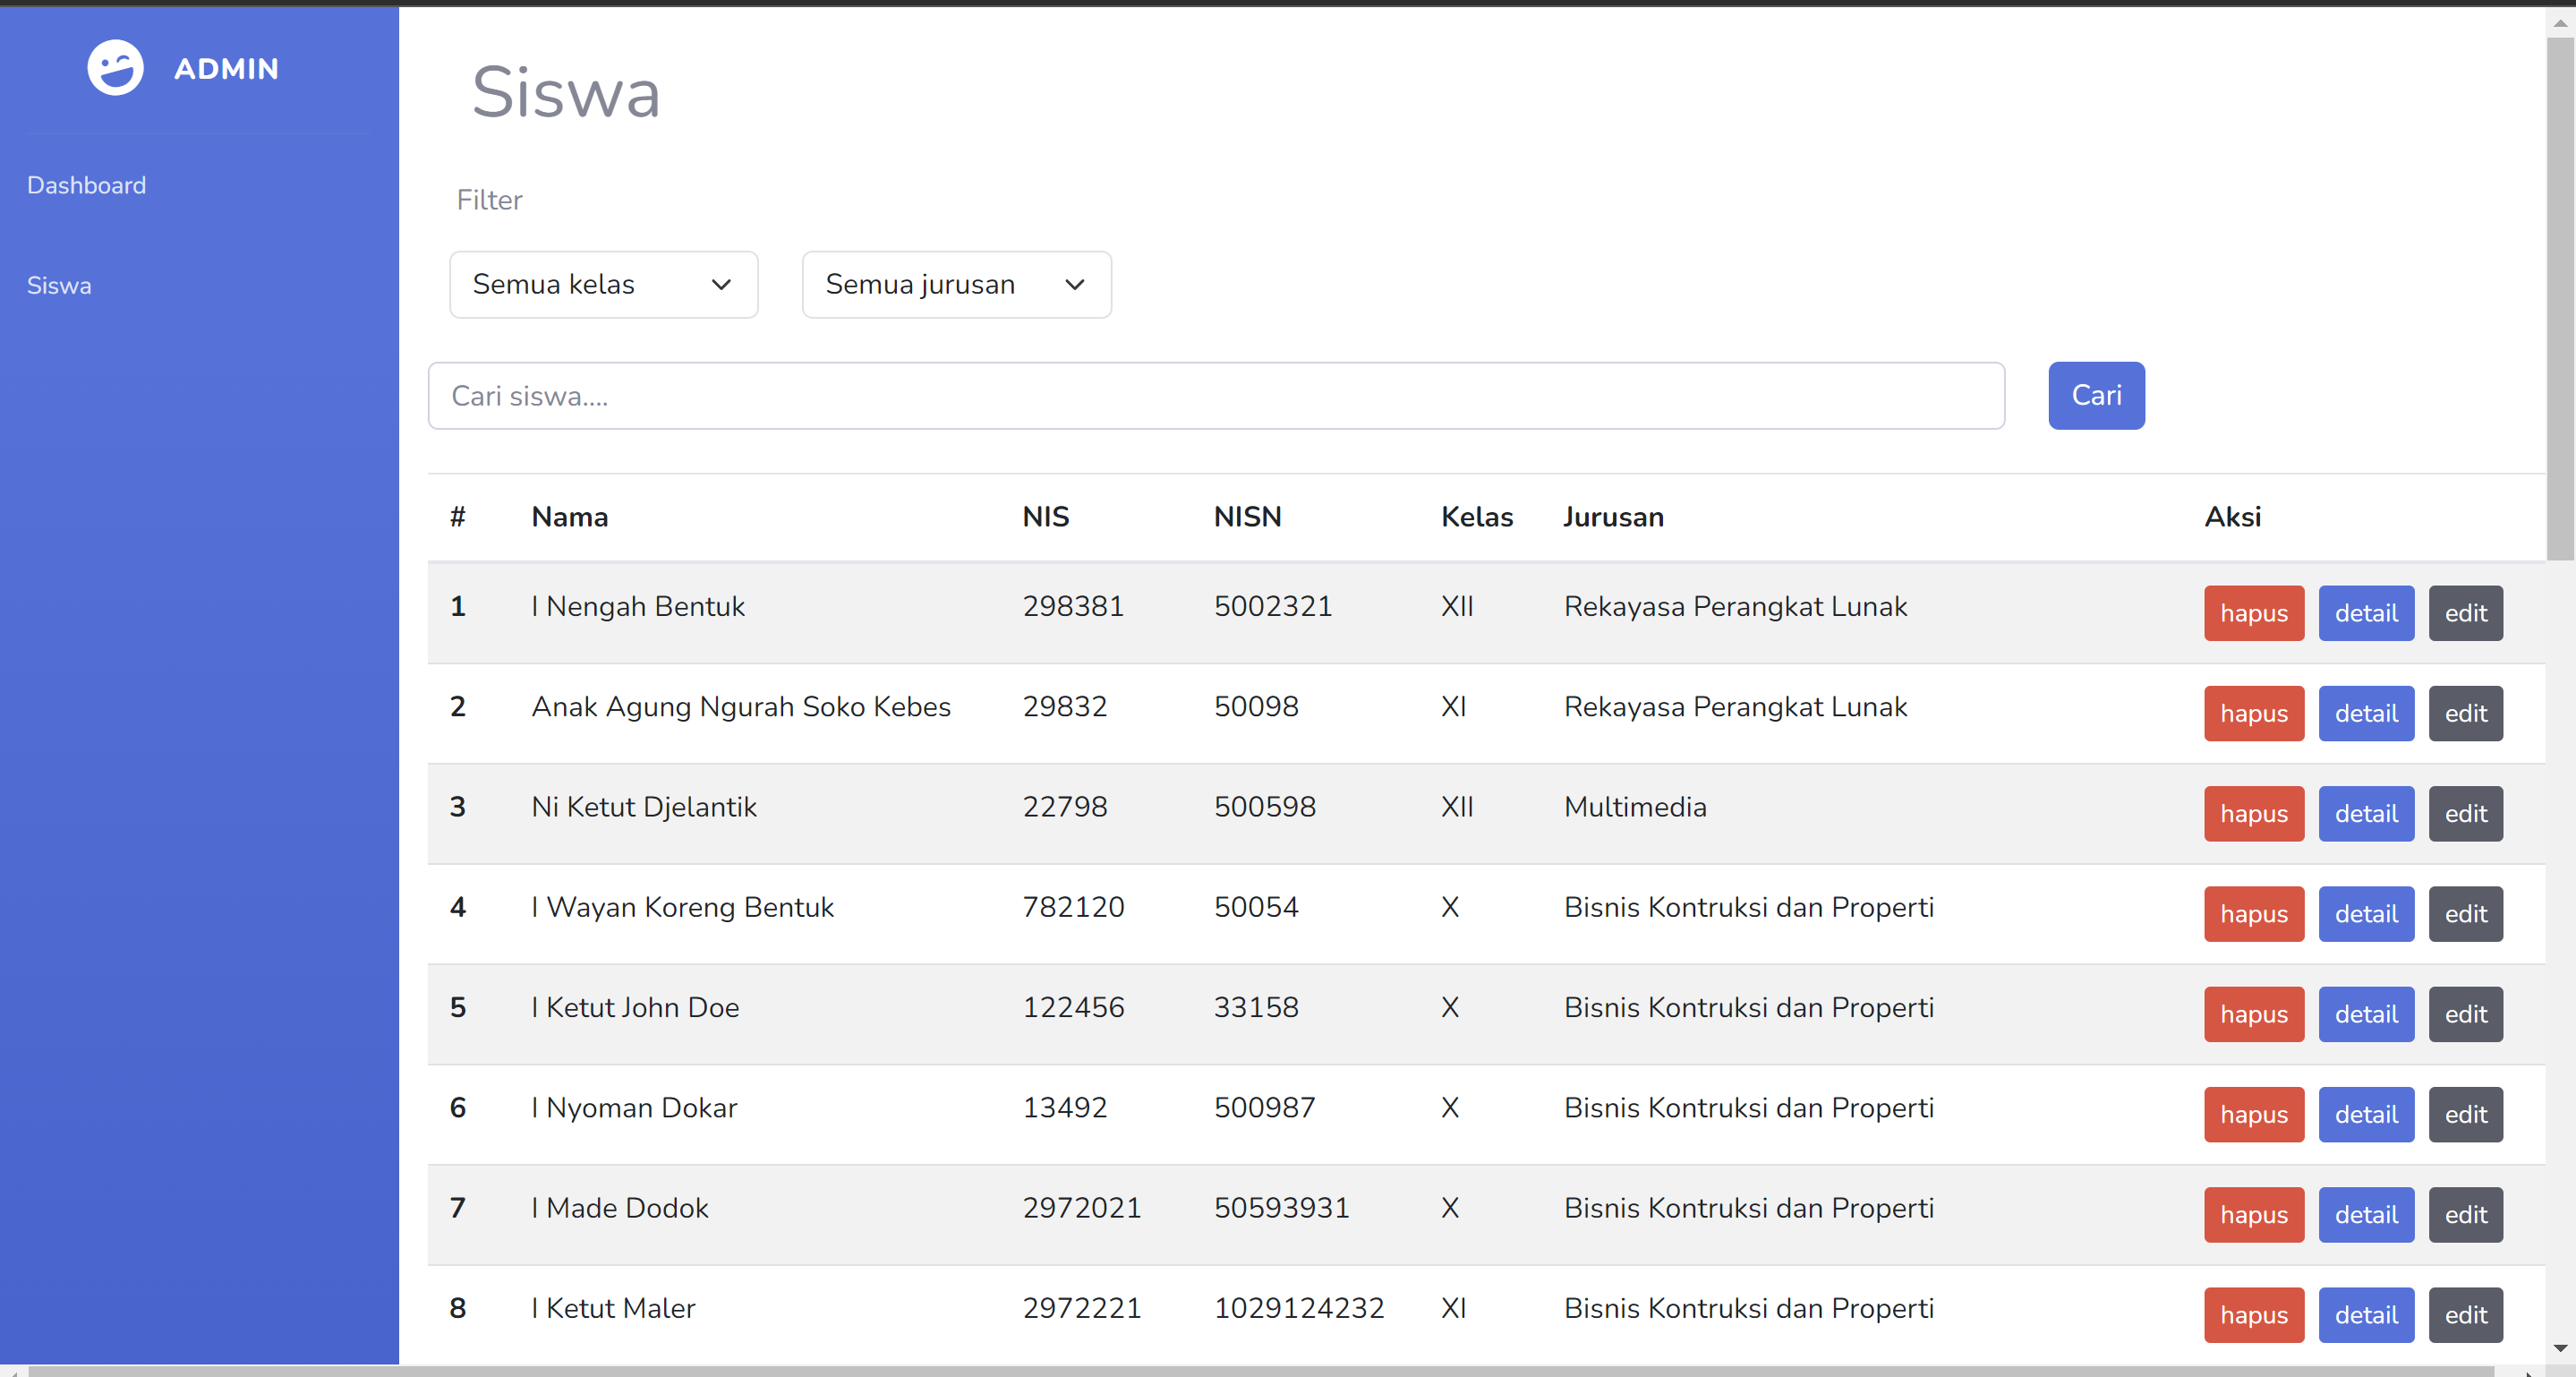 ADMIN
Dashboard
Siswa
Siswa
Filter
Semua kelas Semua jurusan
Cari siswa.... Cari
# Nama NIS NISN Kelas Jurusan Aksi
1 I Nengah Bentuk 298381 5002321 XII Rekayasa Perangkat Lunak hapus detail edit
2 Anak Agung Ngurah Soko Kebes 29832 50098 XI Rekayasa Perangkat Lunak hapus detail edit
3 Ni Ketut Djelantik 22798 500598 XII Multimedia hapus detail edit
4 I Wayan Koreng Bentuk 782120 50054 X Bisnis Kontruksi dan Properti hapus detail edit
5 I Ketut John Doe 122456 33158 X Bisnis Kontruksi dan Properti hapus detail edit
6 I Nyoman Dokar 13492 500987 X Bisnis Kontruksi dan Properti hapus detail edit
7 I Made Dodok 2972021 50593931 X Bisnis Kontruksi dan Properti hapus detail edit
8 I Ketut Maler 2972221 1029124232 XI Bisnis Kontruksi dan Properti hapus detail edit